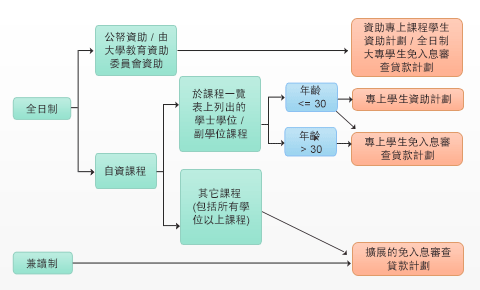 公帑資助 / 由
大學教育資助
委員會資助
資助專上課程學生
資助計劃 / 全日制
大專學生免入息審
查貸款計劃
全日制
於課程一覽
表上列出的
學士學位 /
副學位課程
年齡
<= 30
專上學生資助計劃
年齡
> 30
專上學生免入息審
查貸款計劃
自資課程
其它課程
(包括所有學
位以上課程)
兼讀制
擴展的免入息審查
貸款計劃